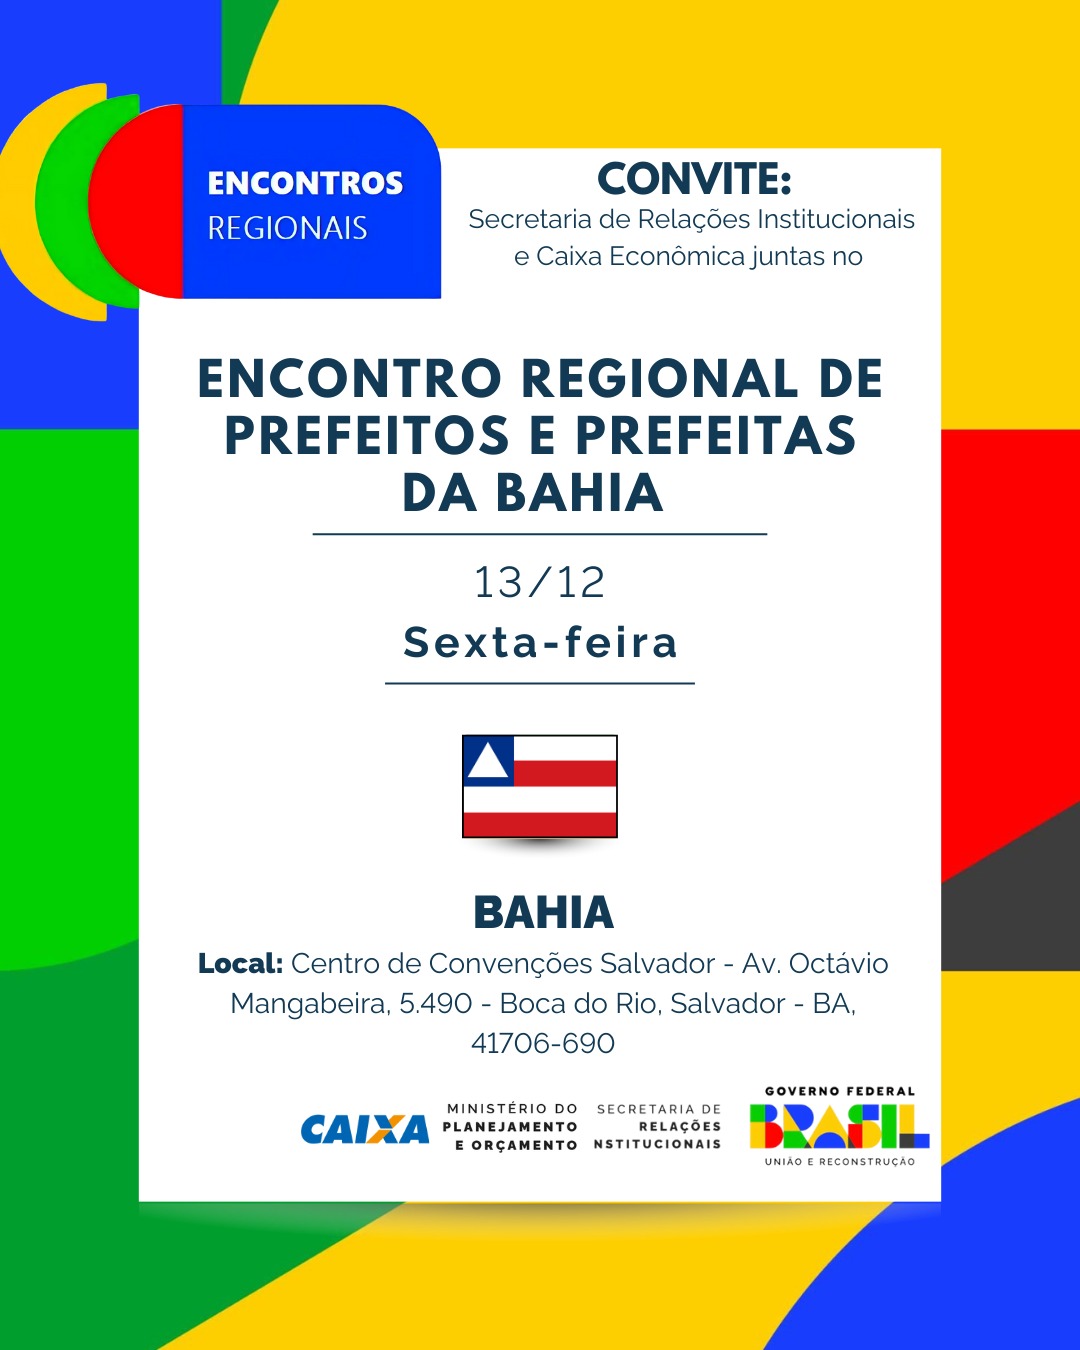 ENCONTROS
REGIONAIS
CONVITE:
Secretaria de Relações Institucionais
e Caixa Econômica juntas no
ENCONTRO REGIONAL DE
PREFEITOS E PREFEITAS
DA BAHIA
13/12
Sexta-feira
BAHIA
Local: Centro de Convenções Salvador - Av. Octávio
Mangabeira, 5.490 - Boca do Rio, Salvador - BA,
41706-690
CAIXA
MINISTÉRIO DO
PLANEJAMENTO
E ORÇAMENTO
SECRETARIA DE
RELAÇÕES
NSTITUCIONAIS
GOVERNO FEDERAL
BRASIL
UNIÃO E RECONSTRUÇÃO